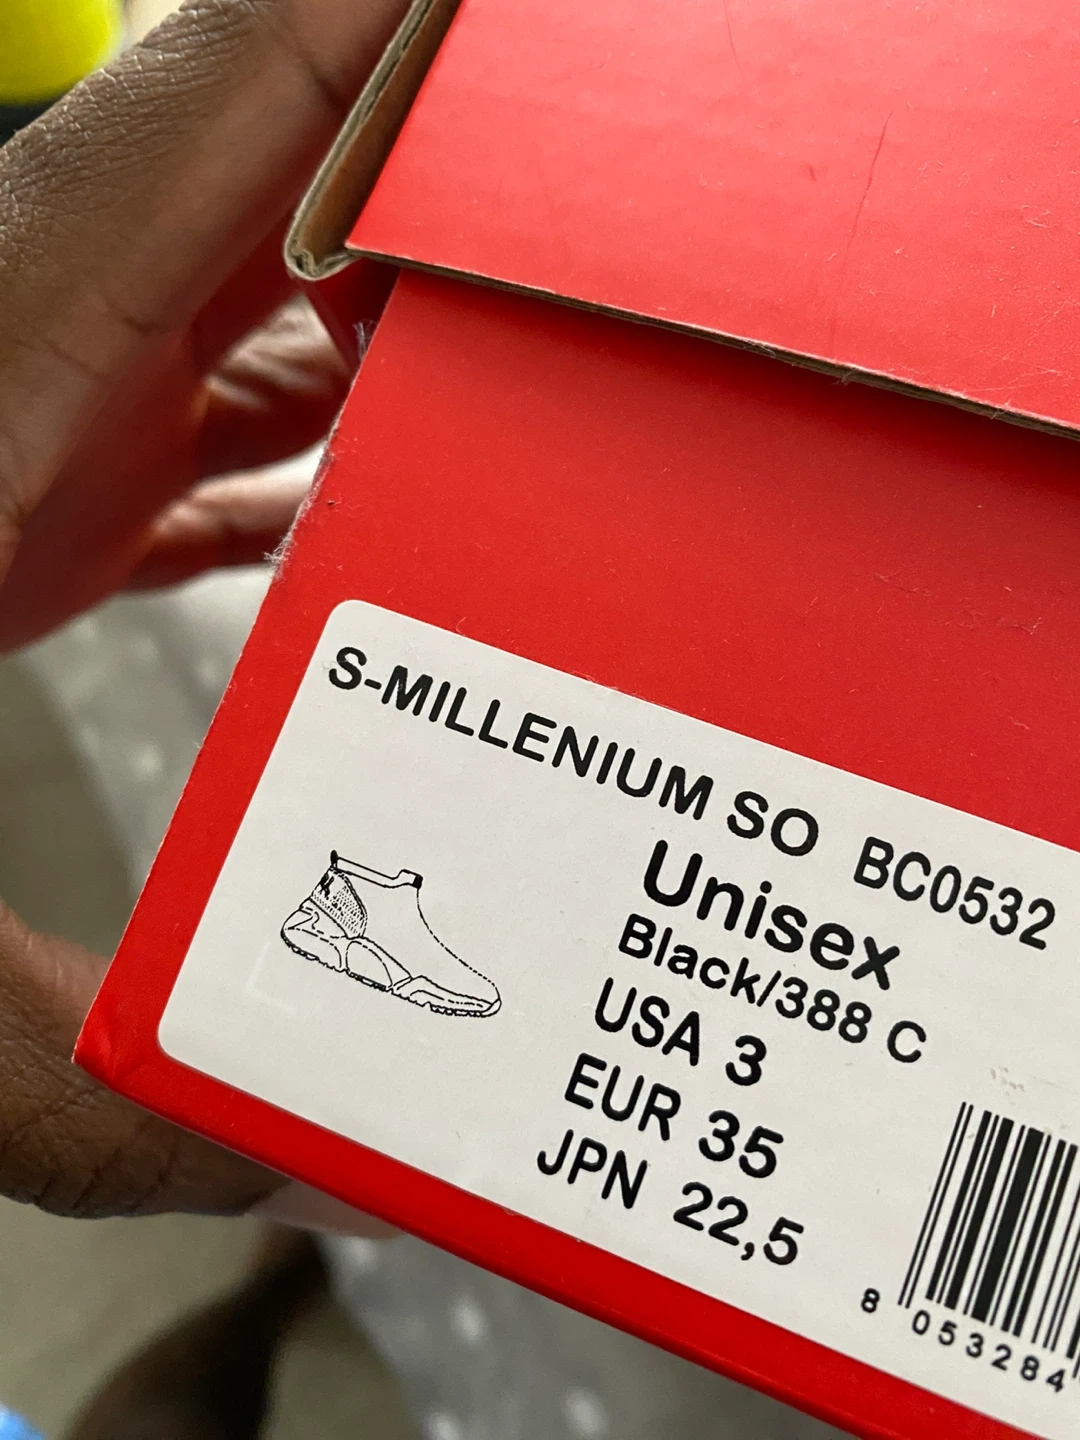 S-MILLENIUM SO BC0532
Unisex
Black/388 C
USA 3
EUR 35
JPN 22,5
8 053284